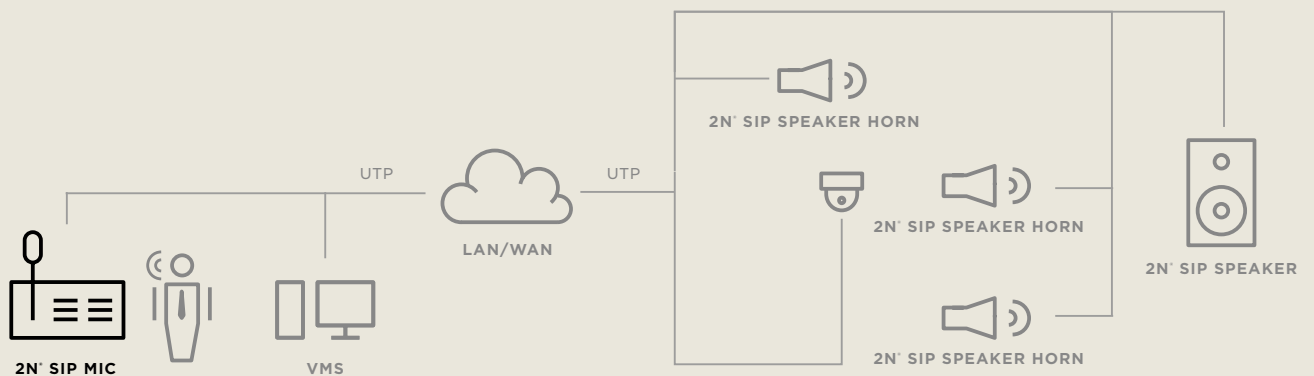 2N° SIP SPEAKER HORN
UTP
UTP
2N° SIP SPEAKER HORN
LAN/WAN
2N° SIP SPEAKER
2N° SIP MIC
VMS
2N° SIP SPEAKER HORN